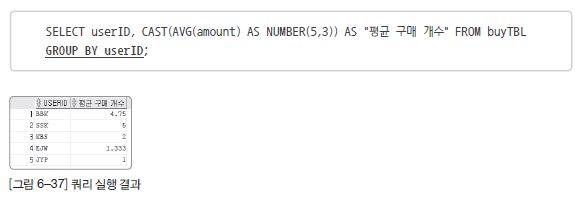 SELECT userID, CAST(AVG(amount) AS NUMBER(5,3)) AS "평균 구매 개수" FROM buyTBL
GROUP BY userID;
USERID 평균 구매 개수
1 BBK 4.75
2 SSK 5
3 KBS 2
4 EJW 1.333
5 JYP 1
[그림 6–37] 쿼리 실행 결과